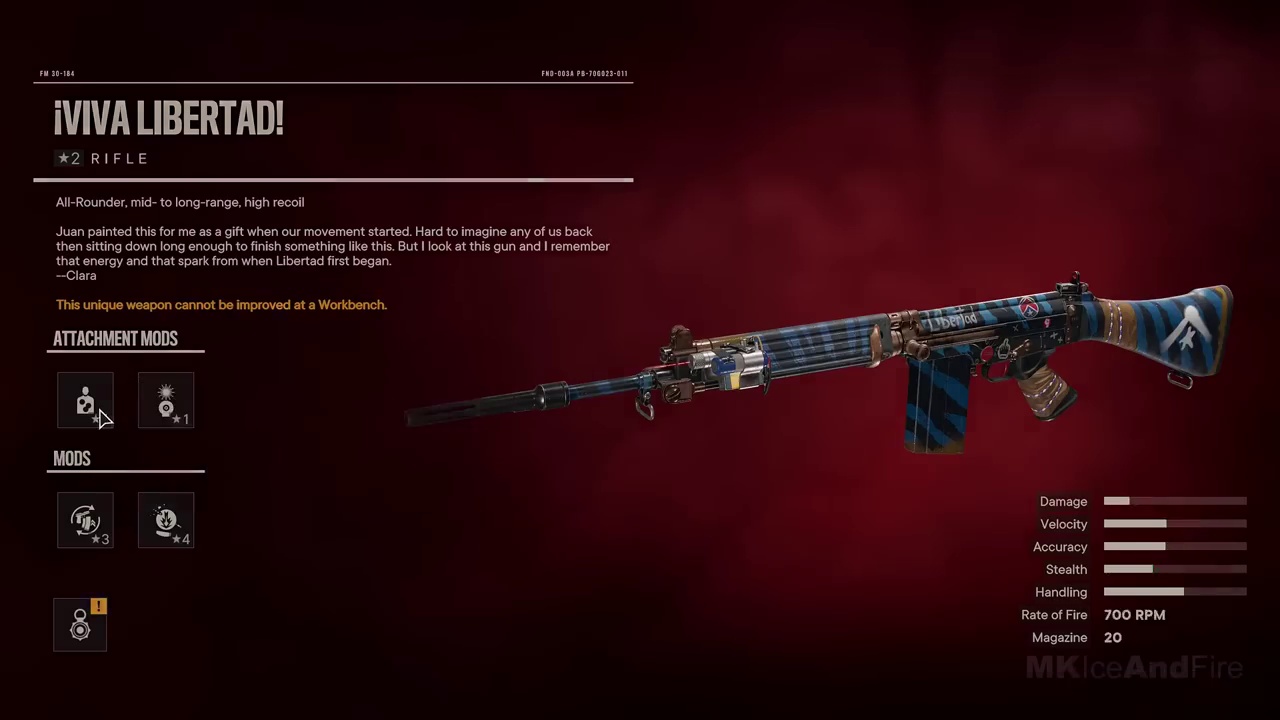 FM 30-184
FND-003A PB-700023-011
¡VIVA LIBERTAD!
★2 RIFLE
All-Rounder, mid- to long-range, high recoil
Juan painted this for me as a gift when our movement started. Hard to imagine any of us back
then sitting down long enough to finish something like this. But I look at this gun and I remember
that energy and that spark from when Libertad first began.
--Clara
This unique weapon cannot be improved at a Workbench.
ATTACHMENT MODS
★1
MODS
★3
★4
!
Libertad
Damage
Velocity
Accuracy
Stealth
Handling
Rate of Fire 700 RPM
Magazine 20
MKIceAndFire